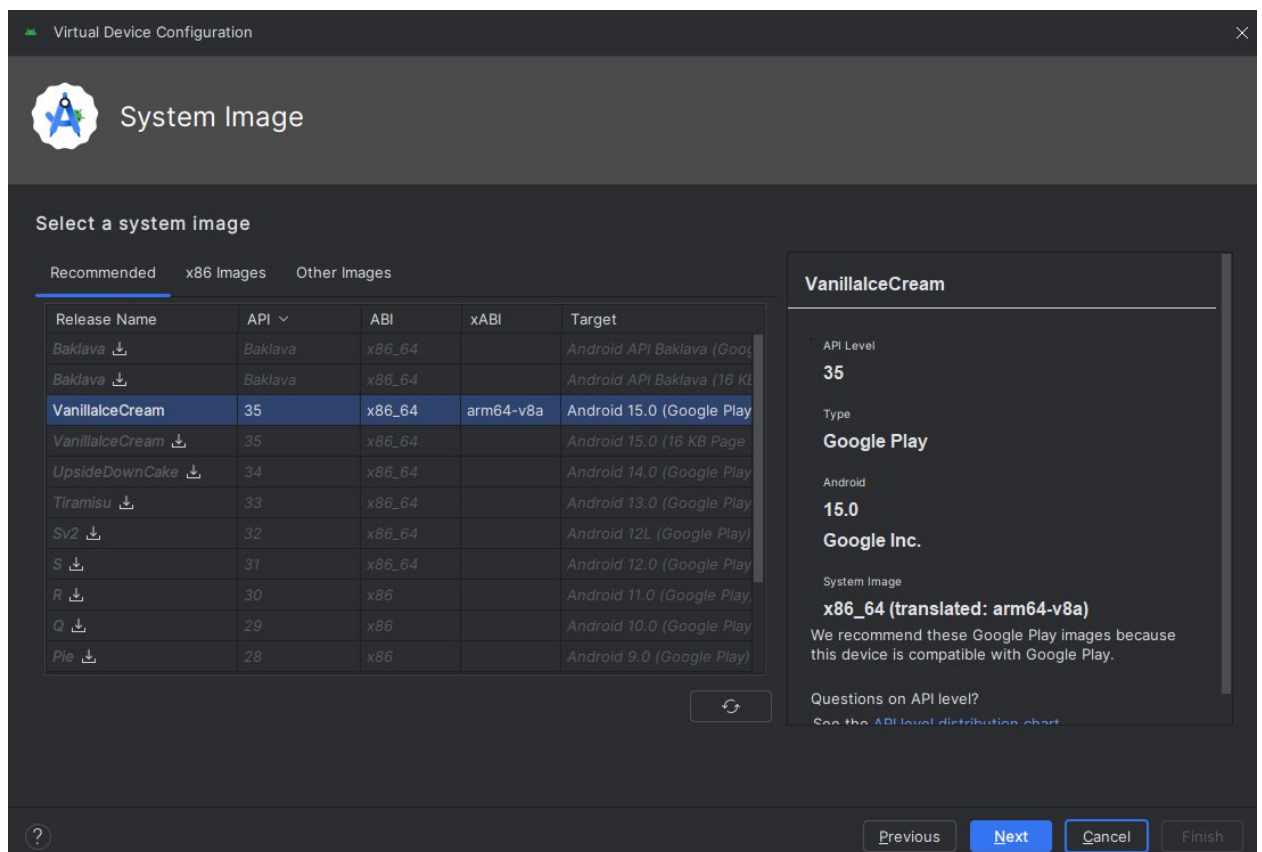 Virtual Device Configuration
System Image
Select a system image
Recommended x86 Images Other Images
Release Name API ABI xABI Target
Baklava Baklava x86_64 Android API Baklava (Goog
Baklava Baklava x86_64 Android API Baklava (16 KB
VanillaIceCream 35 x86_64 arm64-v8a Android 15.0 (Google Play
VanillaIceCream 35 x86_64 Android 15.0 (16 KB Page
UpsideDownCake 34 x86_64 Android 14.0 (Google Play
Tiramisu 33 x86_64 Android 13.0 (Google Play
Sv2 32 x86_64 Android 12L (Google Play)
S 31 x86_64 Android 12.0 (Google Play
R 30 x86 Android 11.0 (Google Play,
Q 29 x86 Android 10.0 (Google Play
Pie 28 x86 Android 9.0 (Google Play)
VanillaIceCream
API Level
35
Type
Google Play
Android
15.0
Google Inc.
System Image
x86_64 (translated: arm64-v8a)
We recommend these Google Play images because
this device is compatible with Google Play.
Questions on API level?
See the API level distribution chart
? Previous Next Cancel Finish